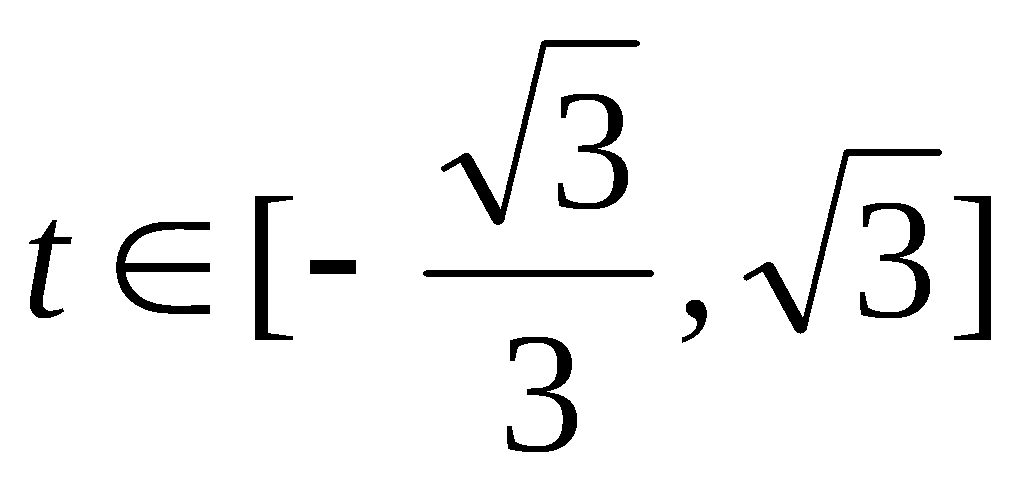 t ∈ [-√3/3, √3]